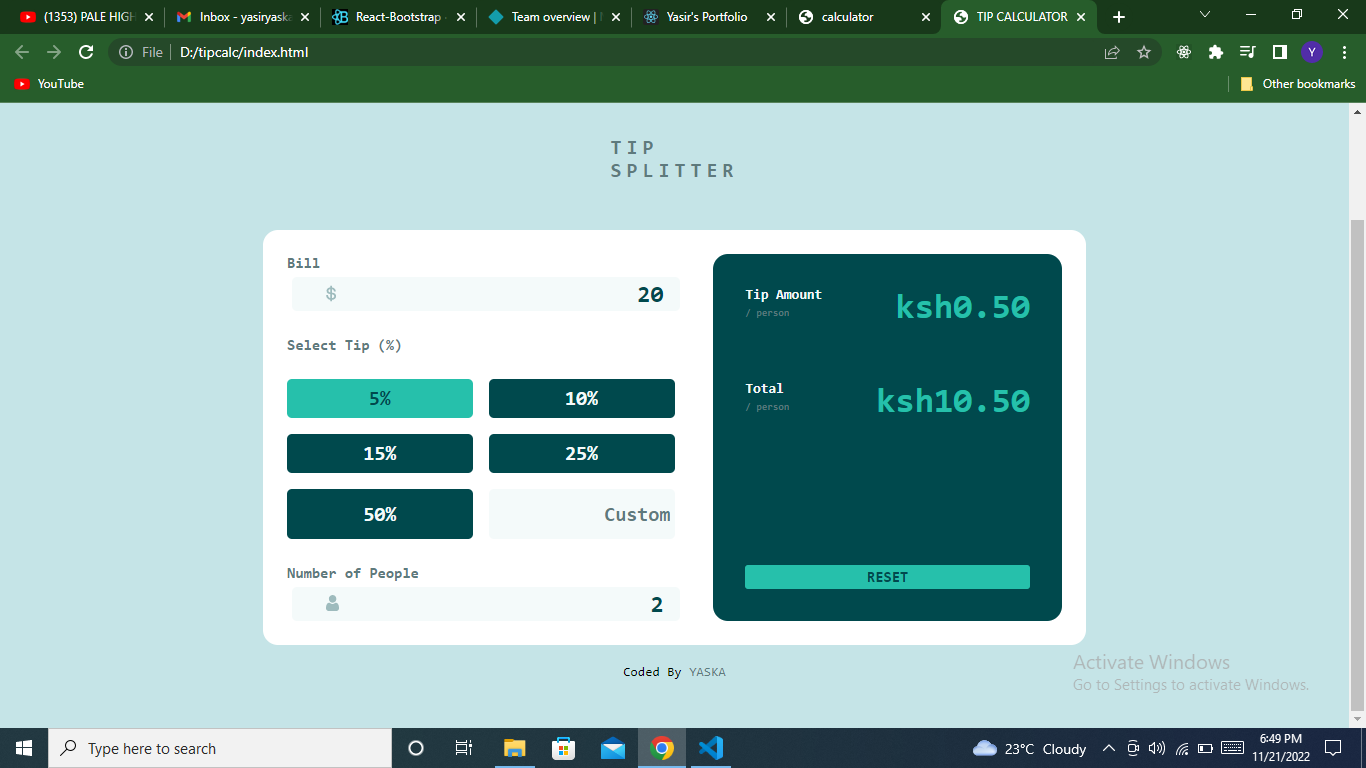 (1353) PALE HIGH
Inbox - yasiryaska
React-Bootstrap
Team overview |
Yasir's Portfolio
calculator
TIP CALCULATOR
File
D:/tipcalc/index.html
Y
YouTube
Other bookmarks
TIP
SPLITTER
Bill
$ 20
Select Tip (%)
5% 10%
15% 25%
50% Custom
Number of People
2
Tip Amount
/ person
ksh0.50
Total
/ person
ksh10.50
RESET
Coded By YASKA
Activate Windows
Go to Settings to activate Windows.
Type here to search
23°C Cloudy
6:49 PM
11/21/2022